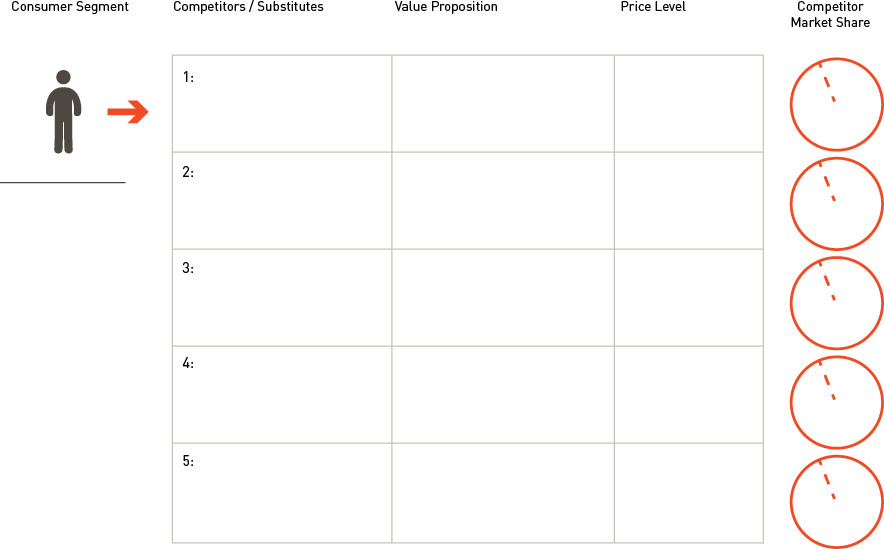 Consumer Segment
Competitors / Substitutes
Value Proposition
Price Level
Competitor
Market Share
1:
2:
3:
4:
5: